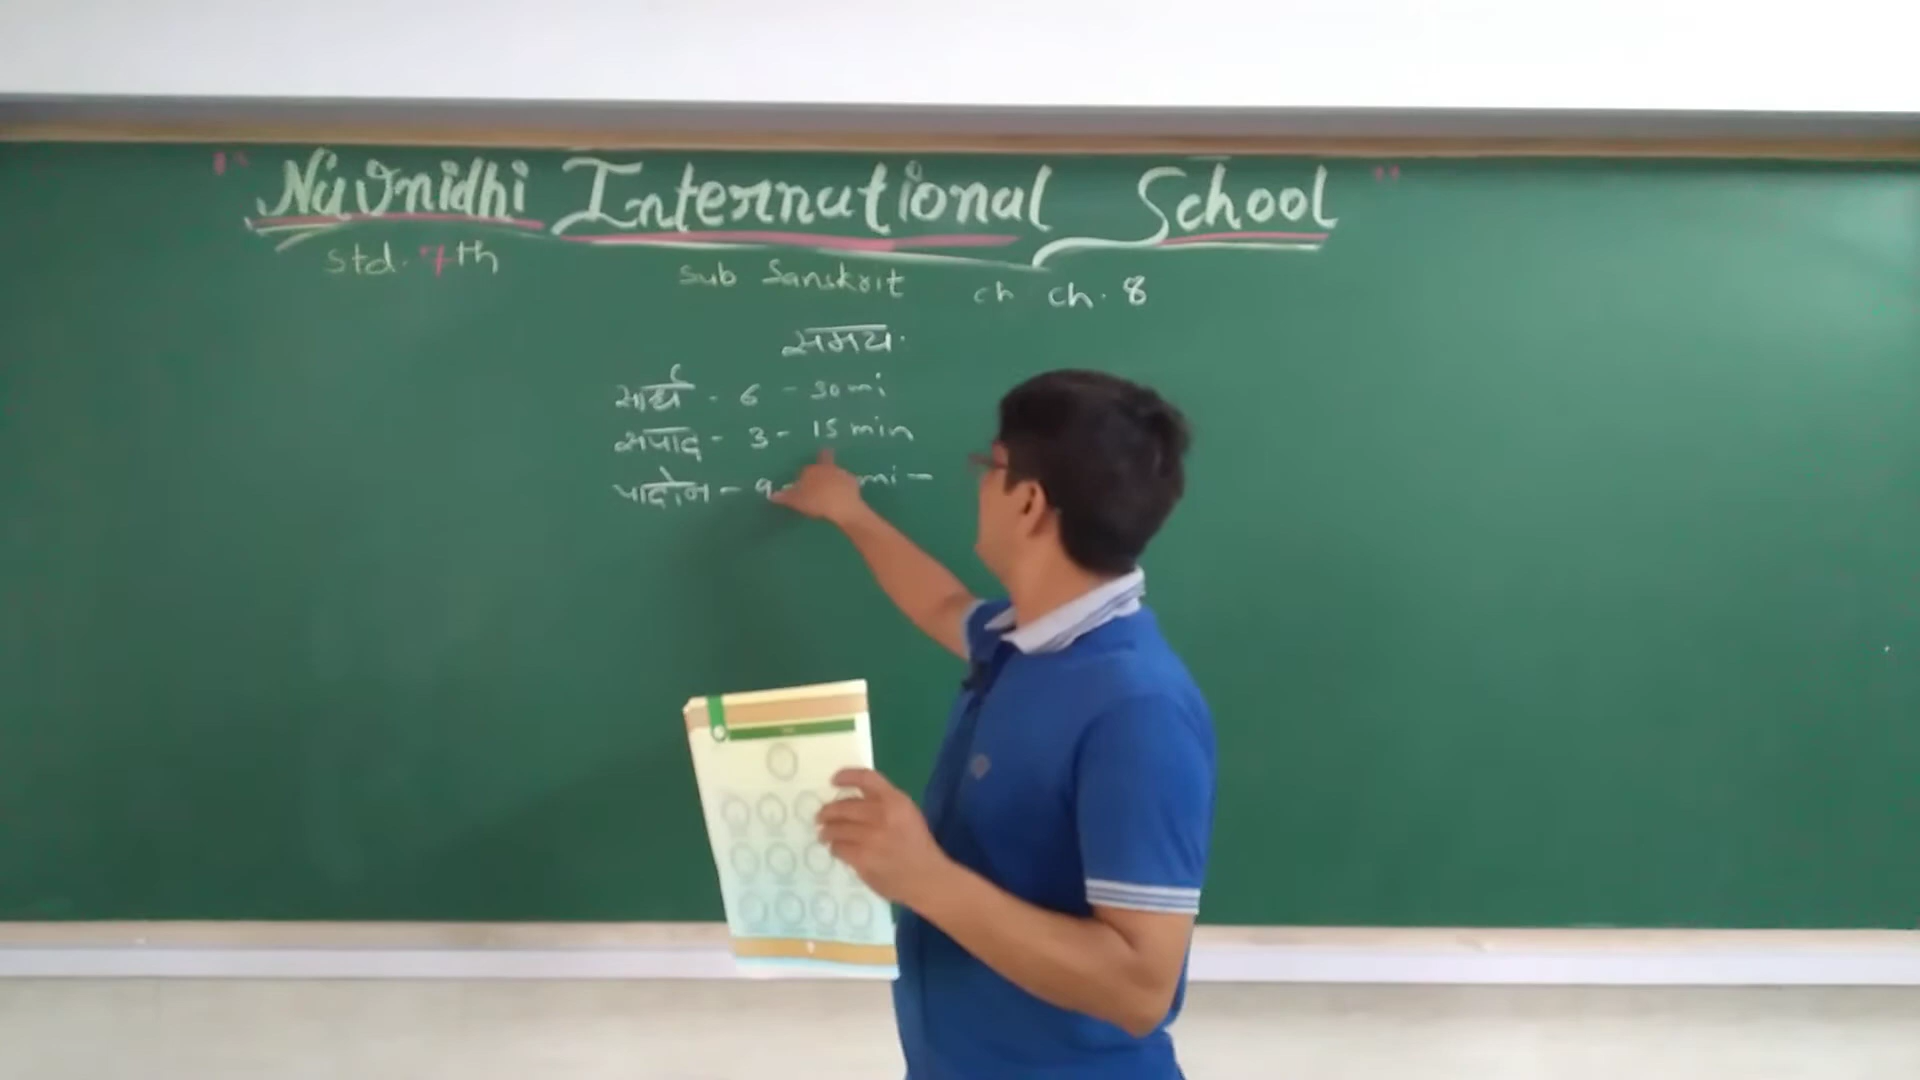 " Navnidhi International School "
std. 7th
sub Sanskrit ch ch. 8
समय.
सार्ध - 6 - 30 mi
सपाद - 3 - 15 min
पादोन - 9 - mi -